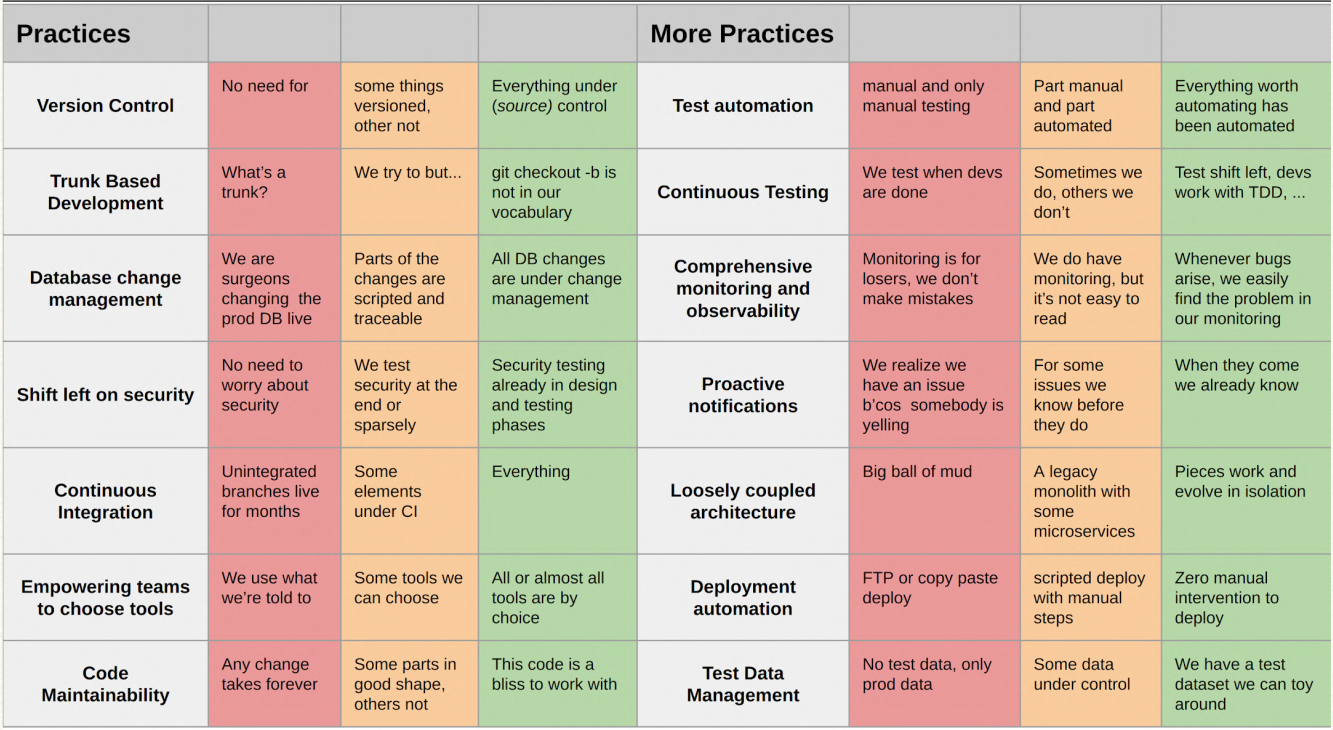 Practices
More Practices
Version Control
No need for
some things
versioned,
other not
Everything under
(source) control
Test automation
manual and only
manual testing
Part manual
and part
automated
Everything worth
automating has
been automated
Trunk Based
Development
What's a
trunk?
We try to but...
git checkout -b is
not in our
vocabulary
Continuous Testing
We test when devs
are done
Sometimes we
do, others we
don't
Test shift left, devs
work with TDD, ...
Database change
management
We are
surgeons
changing  the
prod DB live
Parts of the
changes are
scripted and
traceable
All DB changes
are under change
management
Comprehensive
monitoring and
observability
Monitoring is for
losers, we don't
make mistakes
We do have
monitoring, but
it's not easy to
read
Whenever bugs
arise, we easily
find the problem in
our monitoring
Shift left on security
No need to
worry about
security
We test
security at the
end or
sparsely
Security testing
already in design
and testing
phases
Proactive
notifications
We realize we
have an issue
b'cos  somebody is
yelling
For some
issues we
know before
they do
When they come
we already know
Continuous
Integration
Unintegrated
branches live
for months
Some
elements
under CI
Everything
Loosely coupled
architecture
Big ball of mud
A legacy
monolith with
some
microservices
Pieces work and
evolve in isolation
Empowering teams
to choose tools
We use what
we're told to
Some tools we
can choose
All or almost all
tools are by
choice
Deployment
automation
FTP or copy paste
deploy
scripted deploy
with manual
steps
Zero manual
intervention to
deploy
Code
Maintainability
Any change
takes forever
Some parts in
good shape,
others not
This code is a
bliss to work with
Test Data
Management
No test data, only
prod data
Some data
under control
We have a test
dataset we can toy
around